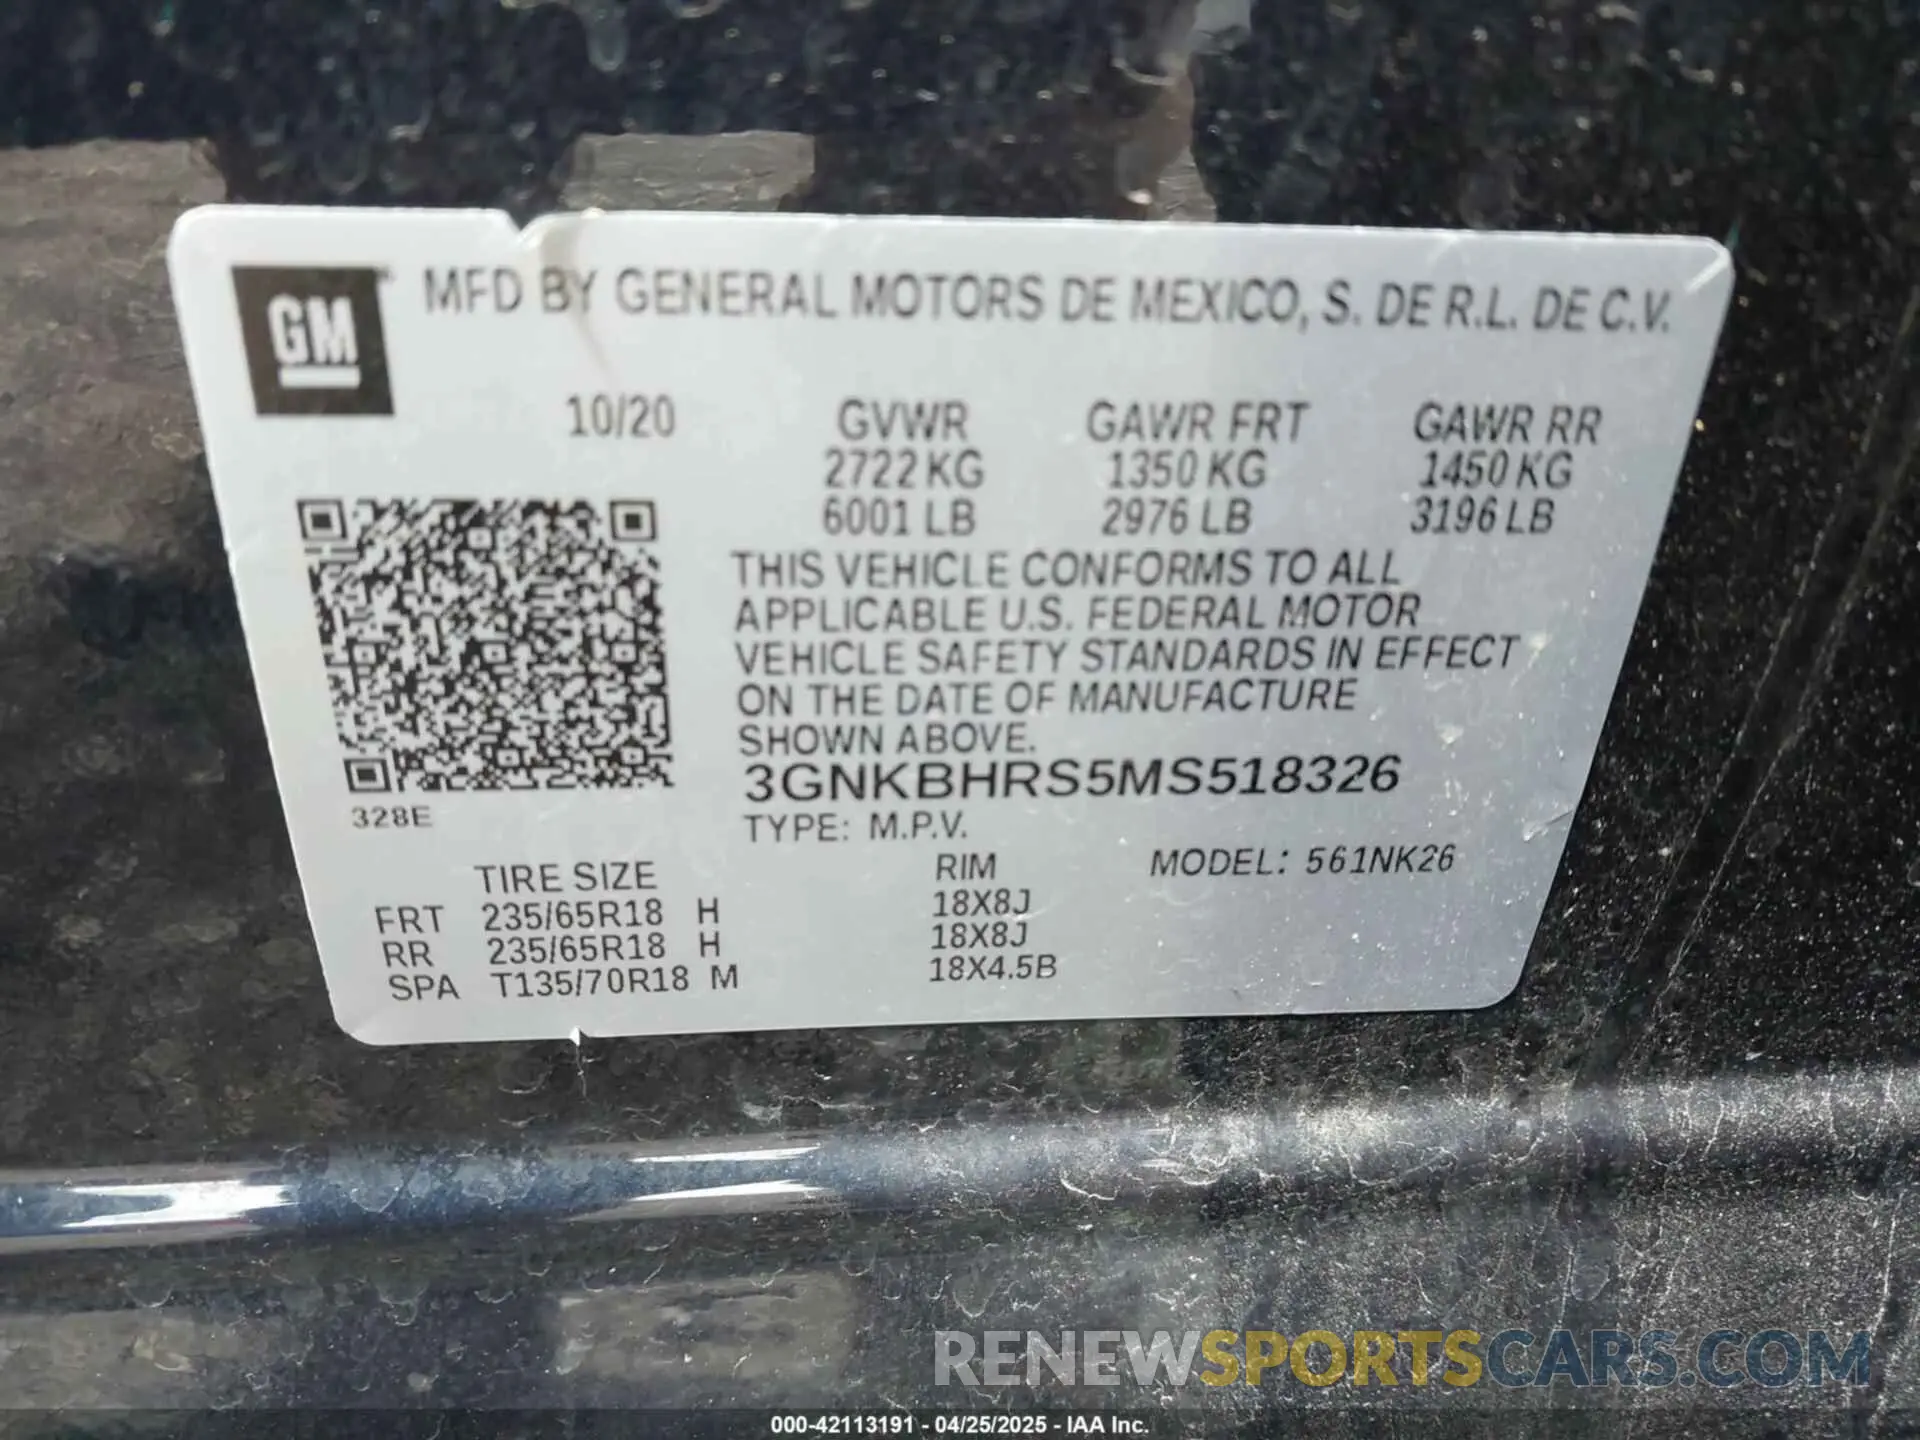 GM
MFD BY GENERAL MOTORS DE MEXICO, S. DE R.L. DE C.V.
10/20 GVWR GAWR FRT GAWR RR
2722 KG 1350 KG 1450 KG
6001 LB 2976 LB 3196 LB
THIS VEHICLE CONFORMS TO ALL
APPLICABLE U.S. FEDERAL MOTOR
VEHICLE SAFETY STANDARDS IN EFFECT
ON THE DATE OF MANUFACTURE
SHOWN ABOVE.
3GNKBHRS5MS518326
328E
TYPE: M.P.V.
TIRE SIZE RIM MODEL: 561NK26
FRT 235/65R18 H 18X8J
RR 235/65R18 H 18X8J
SPA T135/70R18 M 18X4.5B
RENEWSPORTSCARS.COM
000-42113191 - 04/25/2025 - IAA Inc.